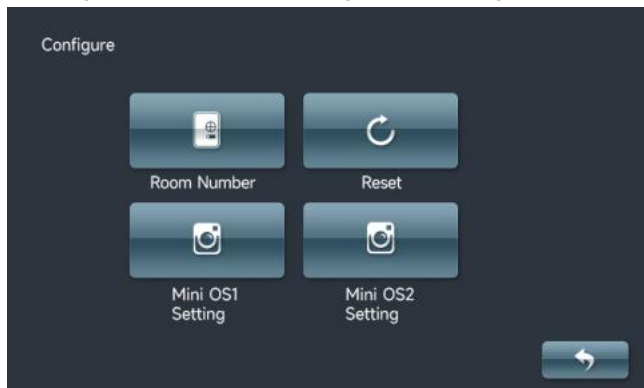 Configure
Room Number
Reset
Mini OS1
Setting
Mini OS2
Setting